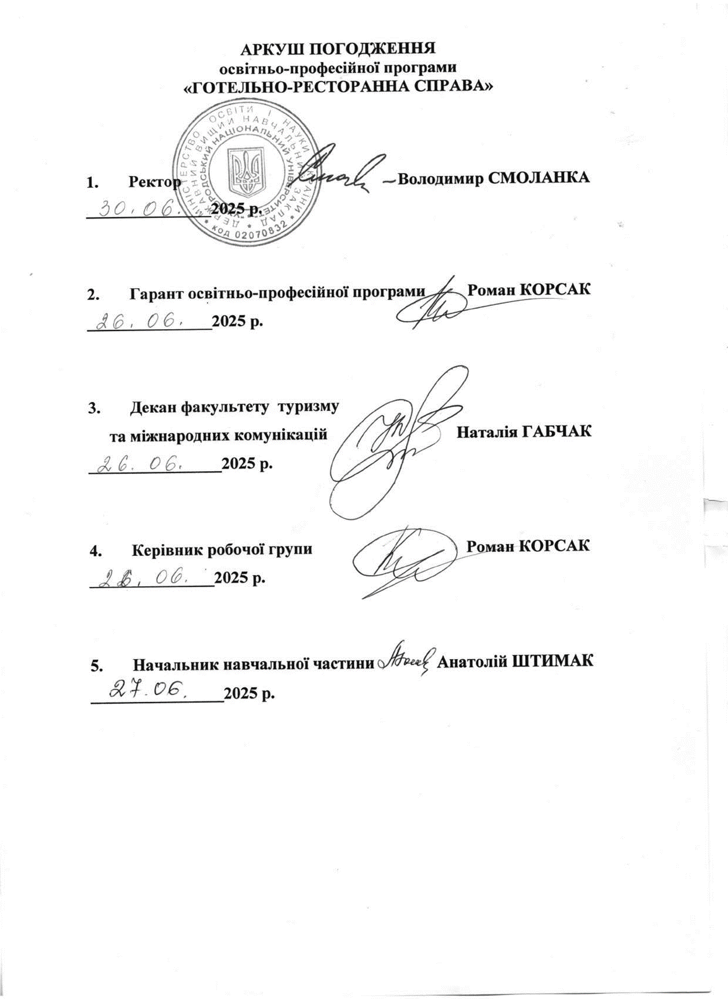 АРКУШ ПОГОДЖЕННЯ
освітньо-професійної програми
«ГОТЕЛЬНО-РЕСТОРАННА СПРАВА»
МІНІСТЕРСТВО ОСВІТИ І НАУКИ УКРАЇНИ
ДЕРЖАВНИЙ ВИЩИЙ НАВЧАЛЬНИЙ ЗАКЛАД
УЖГОРОДСЬКИЙ НАЦІОНАЛЬНИЙ УНІВЕРСИТЕТ
* код 02070832 *
1. Ректор Володимир СМОЛАНКА
30.06. 2025 р.
2. Гарант освітньо-професійної програми Роман КОРСАК
26.06. 2025 р.
3. Декан факультету туризму
та міжнародних комунікацій Наталія ГАБЧАК
26.06. 2025 р.
4. Керівник робочої групи Роман КОРСАК
26.06. 2025 р.
5. Начальник навчальної частини Анатолій ШТИМАК
27.06. 2025 р.